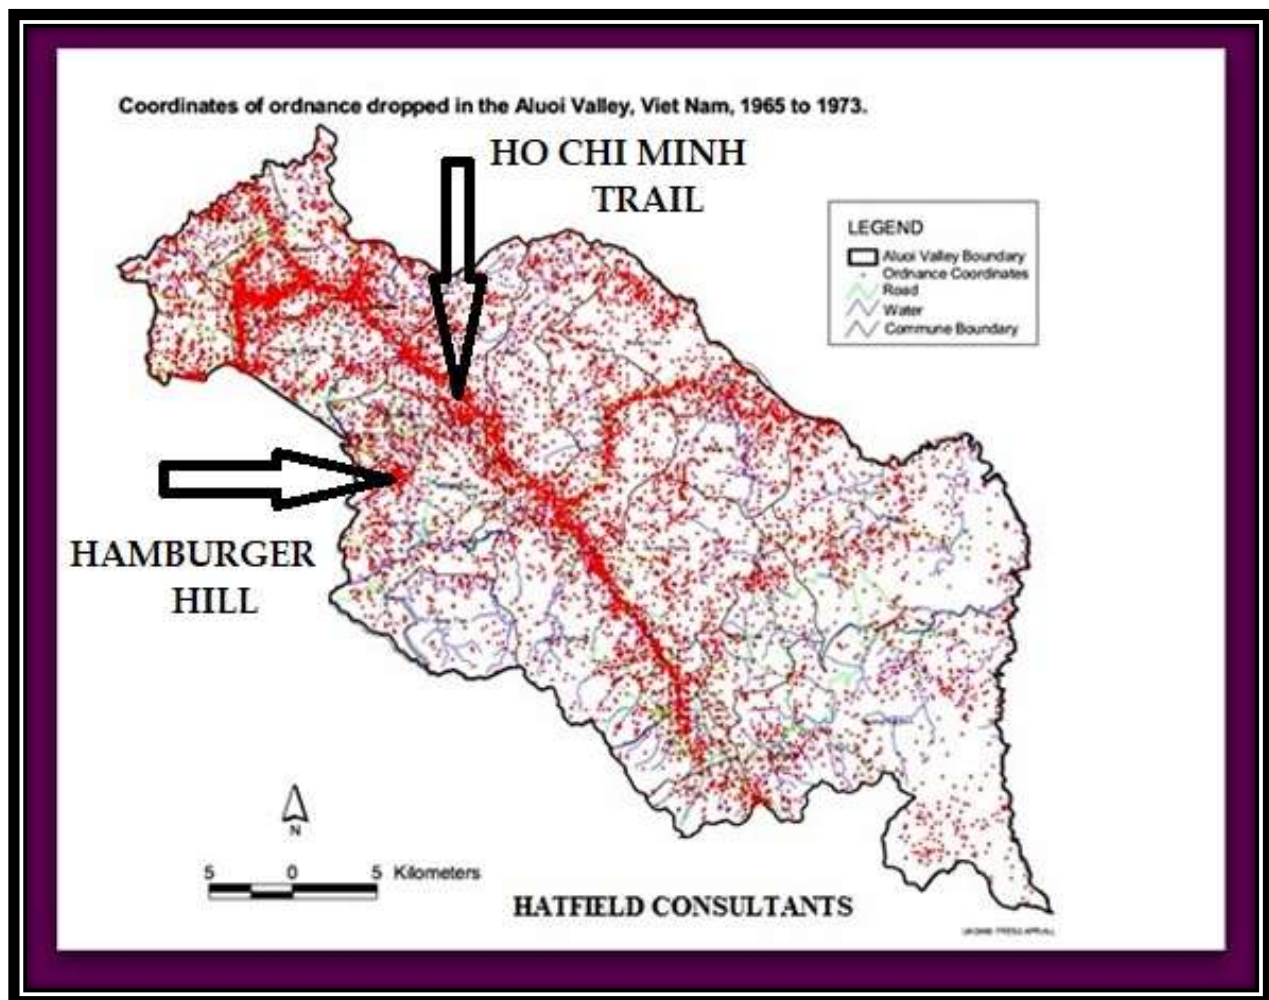 Coordinates of ordnance dropped in the Aluoi Valley, Viet Nam, 1965 to 1973.
HO CHI MINH
TRAIL
LEGEND
Aluoi Valley Boundary
Ordnance Coordinates
Road
Water
Commune Boundary
HAMBURGER
HILL
N
5 0 5 Kilometers
HATFIELD CONSULTANTS